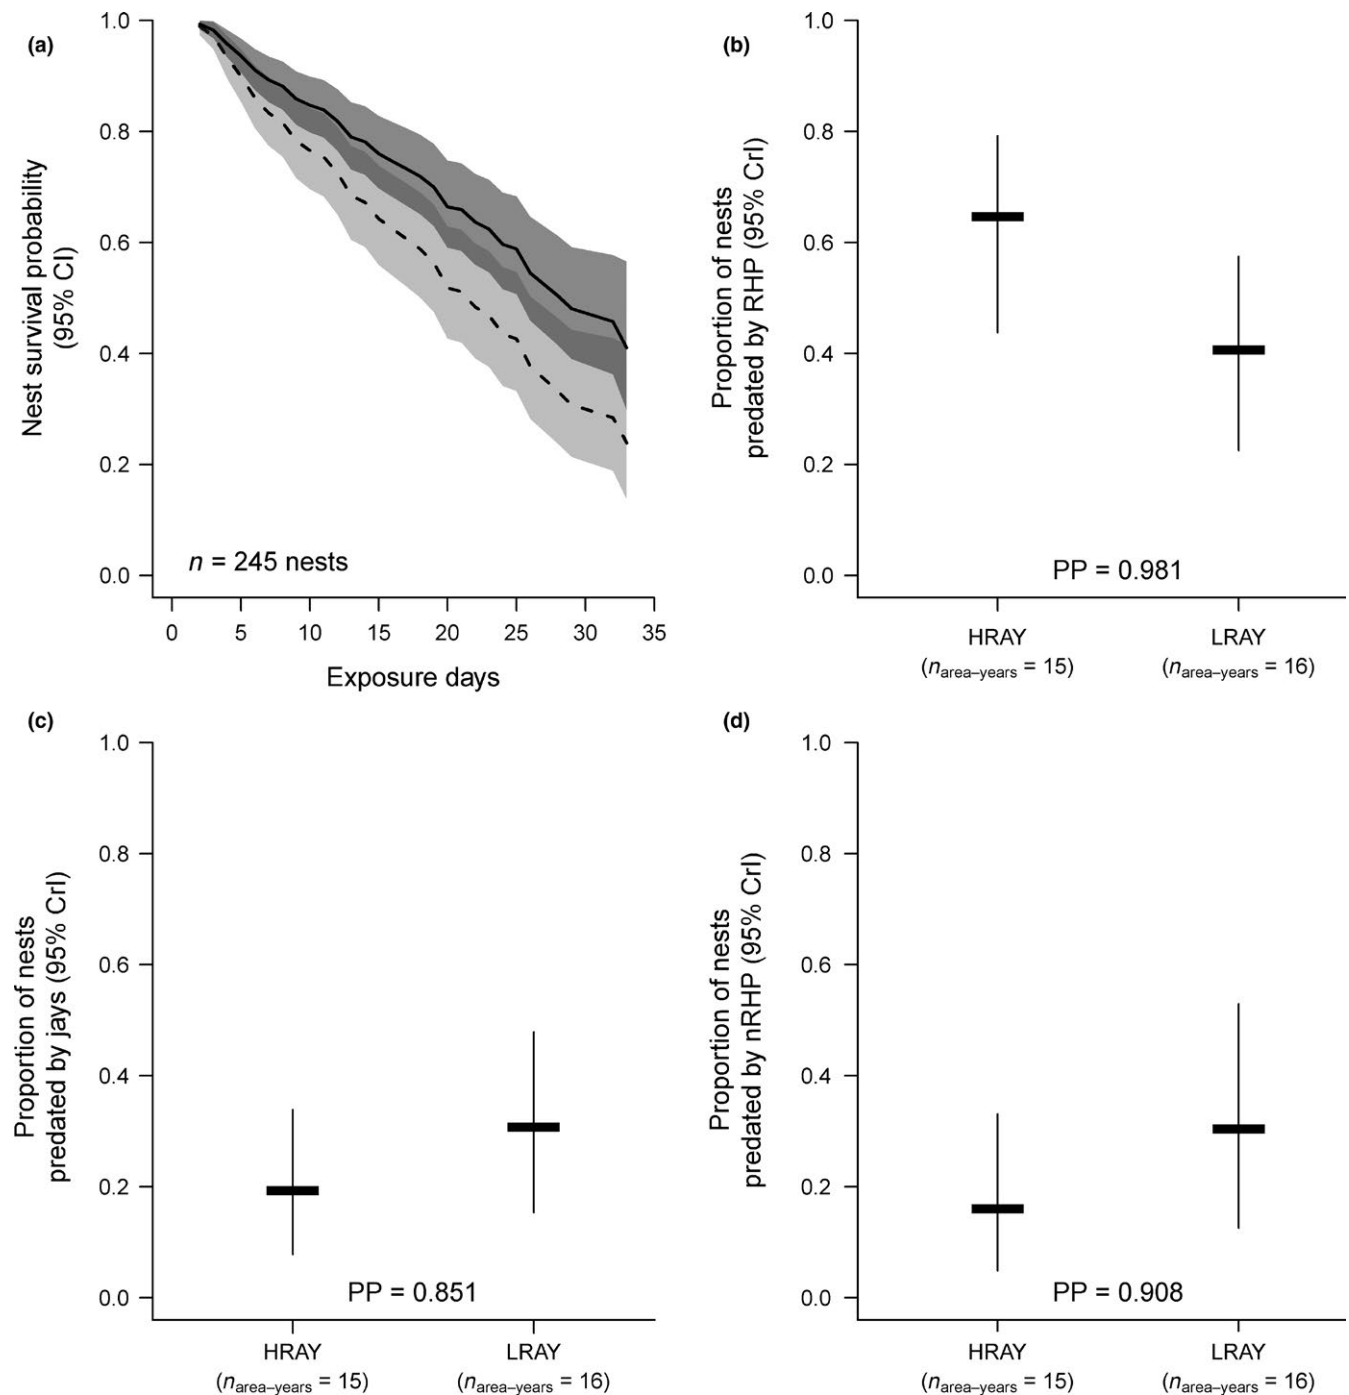 (a)
1.0
0.8
0.6
0.4
0.2
0.0
Nest survival probability
(95% CI)
n = 245 nests
0 5 10 15 20 25 30 35
Exposure days
(b)
1.0
0.8
0.6
0.4
0.2
0.0
Proportion of nests
predated by RHP (95% CrI)
PP = 0.981
HRAY LRAY
(narea–years = 15) (narea–years = 16)
(c)
1.0
0.8
0.6
0.4
0.2
0.0
Proportion of nests
predated by jays (95% CrI)
PP = 0.851
HRAY LRAY
(narea–years = 15) (narea–years = 16)
(d)
1.0
0.8
0.6
0.4
0.2
0.0
Proportion of nests
predated by nRHP (95% CrI)
PP = 0.908
HRAY LRAY
(narea–years = 15) (narea–years = 16)